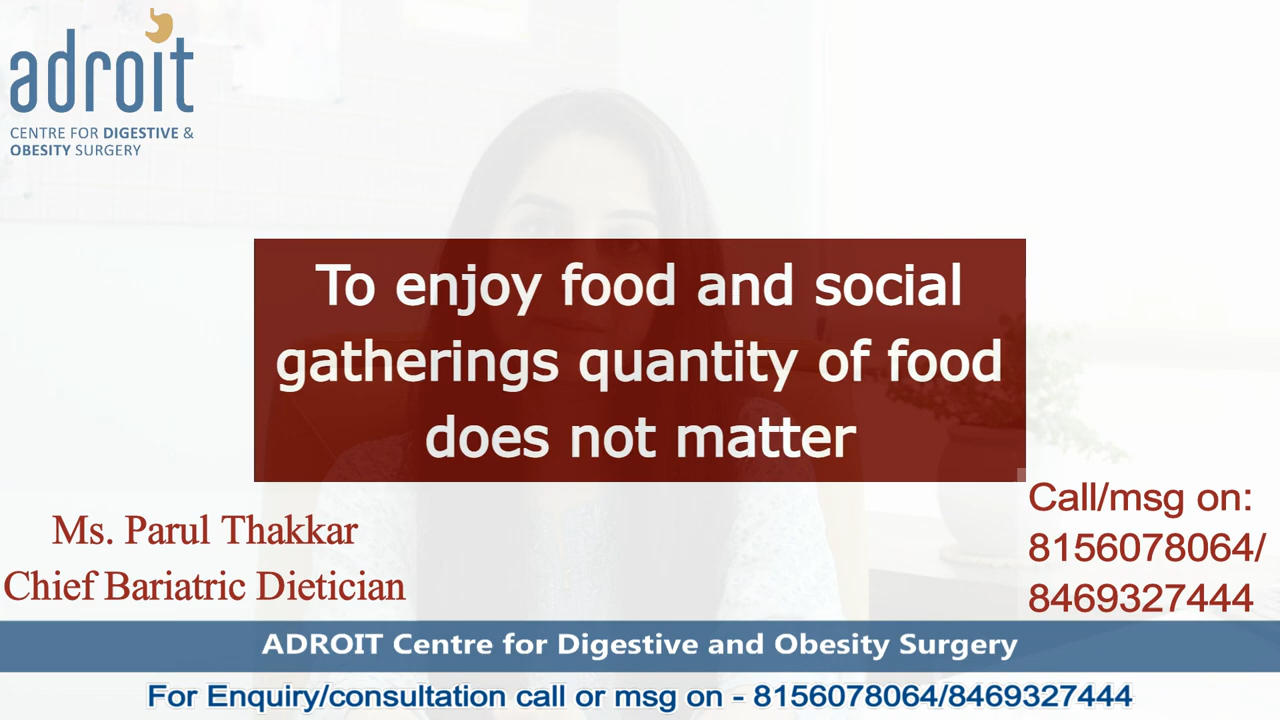 adroit
CENTRE FOR DIGESTIVE &
OBESITY SURGERY
To enjoy food and social
gatherings quantity of food
does not matter
Ms. Parul Thakkar
Chief Bariatric Dietician
Call/msg on:
8156078064/
8469327444
ADROIT Centre for Digestive and Obesity Surgery
For Enquiry/consultation call or msg on - 8156078064/8469327444